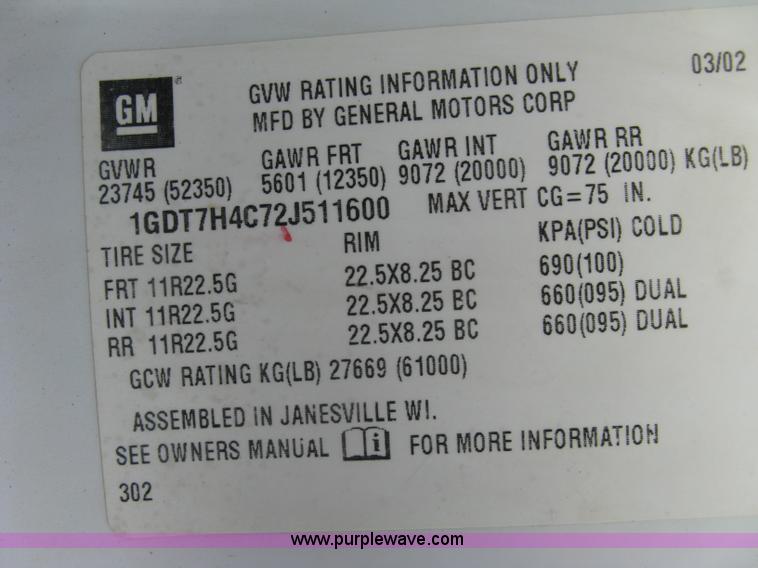 GM
GVW RATING INFORMATION ONLY 03/02
MFD BY GENERAL MOTORS CORP
GVWR GAWR FRT GAWR INT GAWR RR
23745 (52350) 5601 (12350) 9072 (20000) 9072 (20000) KG(LB)
1GDT7H4C72J511600 MAX VERT CG=75 IN.
TIRE SIZE RIM KPA(PSI) COLD
FRT 11R22.5G 22.5X8.25 BC 690(100)
INT 11R22.5G 22.5X8.25 BC 660(095) DUAL
RR 11R22.5G 22.5X8.25 BC 660(095) DUAL
GCW RATING KG(LB) 27669 (61000)
ASSEMBLED IN JANESVILLE WI.
SEE OWNERS MANUAL i FOR MORE INFORMATION
302
www.purplewave.com